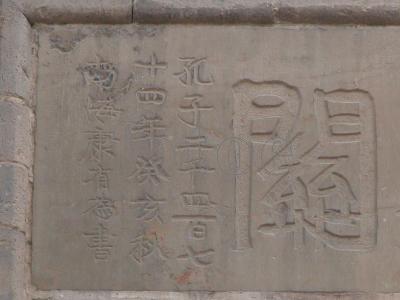 關
孔子二千四百七
十四年癸亥秋
南海康有為書